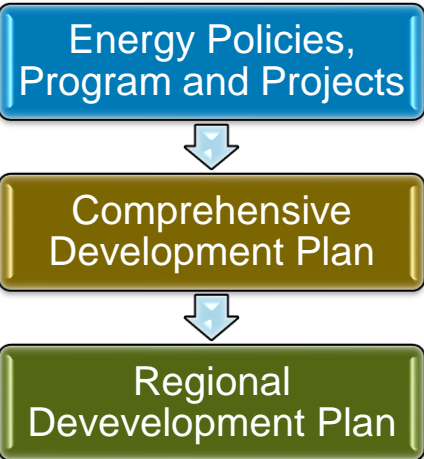 Energy Policies,
Program and Projects
Comprehensive
Development Plan
Regional
Devevelopment Plan